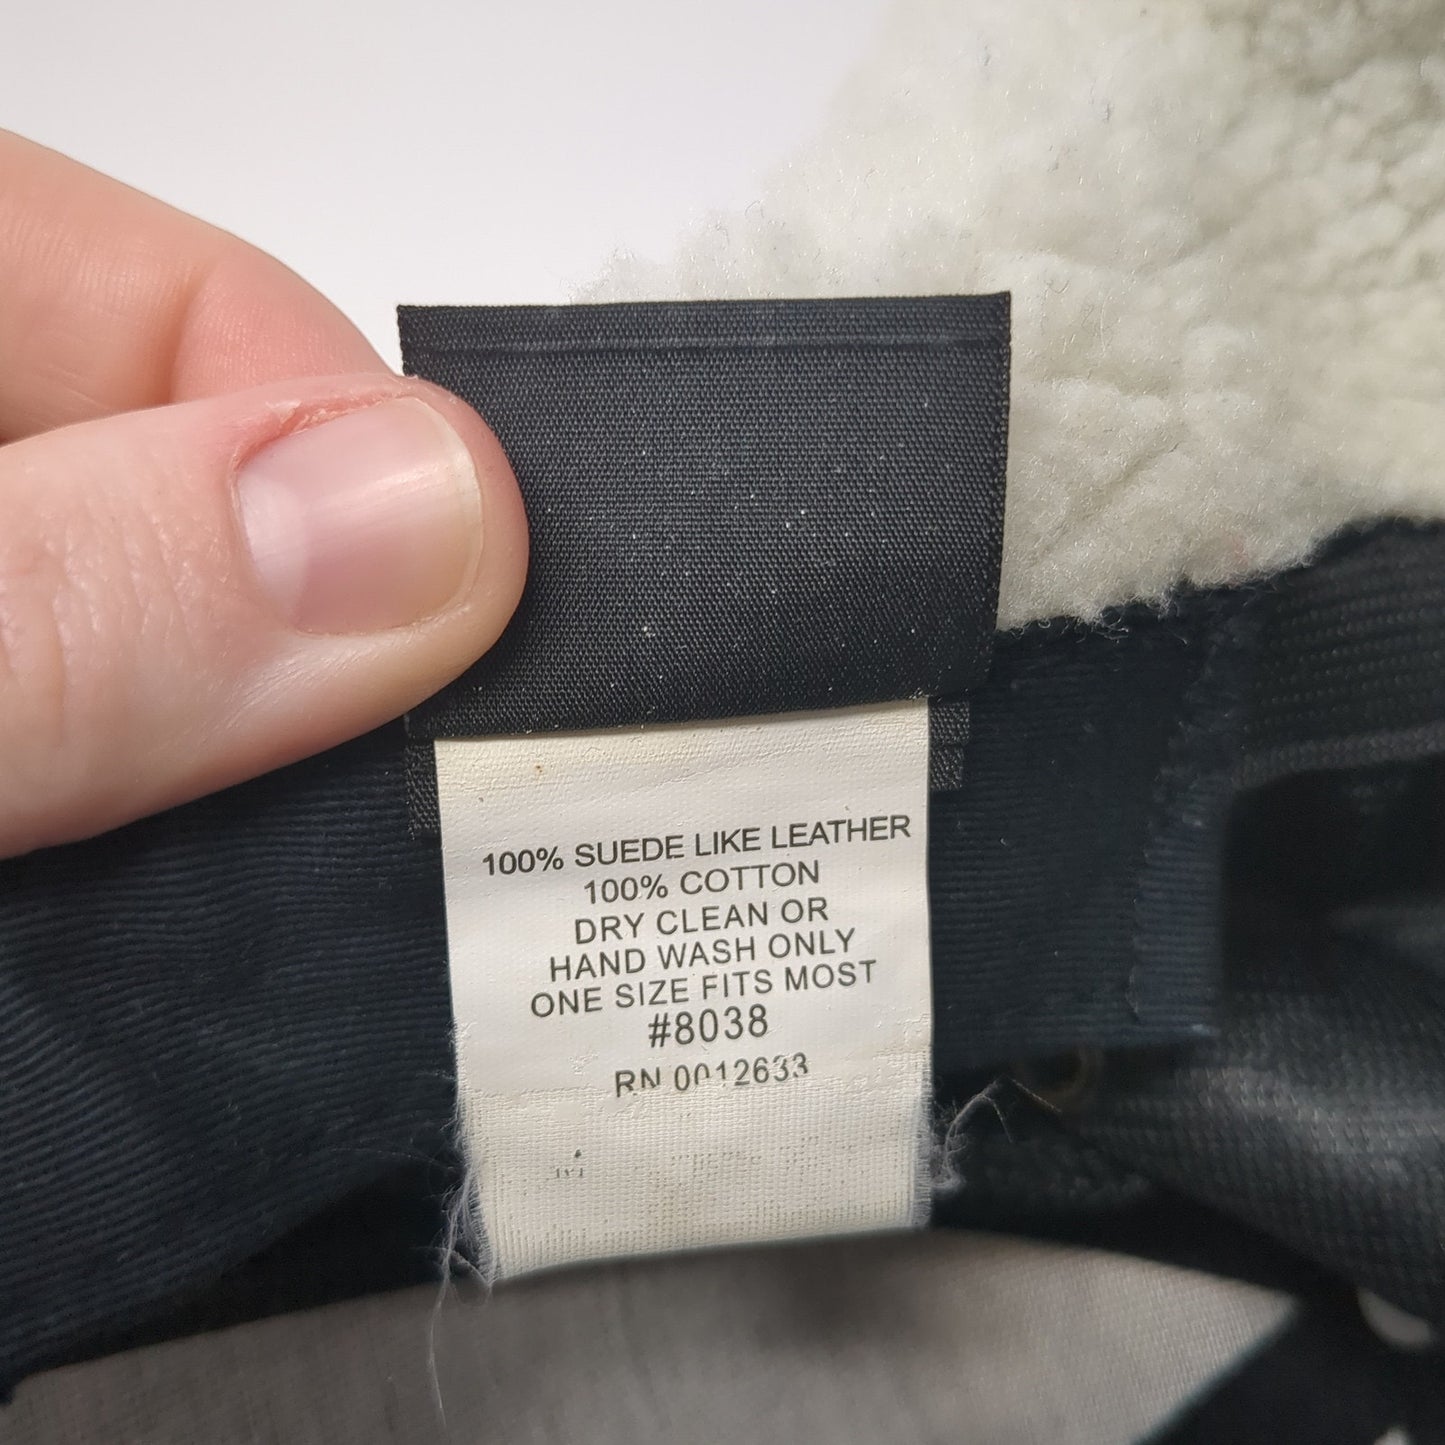 100% SUEDE LIKE LEATHER
100% COTTON
DRY CLEAN OR
HAND WASH ONLY
ONE SIZE FITS MOST
#8038
RN 0012633